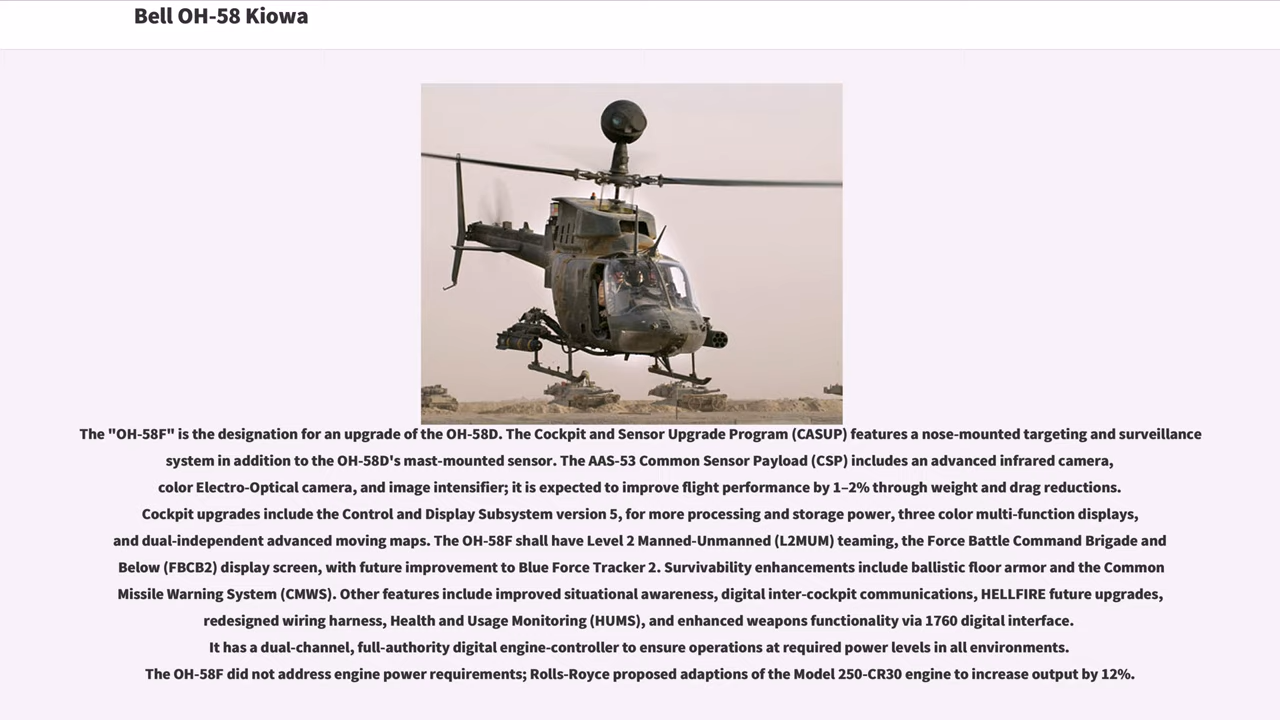 Bell OH-58 Kiowa
The "OH-58F" is the designation for an upgrade of the OH-58D. The Cockpit and Sensor Upgrade Program (CASUP) features a nose-mounted targeting and surveillance
system in addition to the OH-58D's mast-mounted sensor. The AAS-53 Common Sensor Payload (CSP) includes an advanced infrared camera,
color Electro-Optical camera, and image intensifier; it is expected to improve flight performance by 1–2% through weight and drag reductions.
Cockpit upgrades include the Control and Display Subsystem version 5, for more processing and storage power, three color multi-function displays,
and dual-independent advanced moving maps. The OH-58F shall have Level 2 Manned-Unmanned (L2MUM) teaming, the Force Battle Command Brigade and
Below (FBCB2) display screen, with future improvement to Blue Force Tracker 2. Survivability enhancements include ballistic floor armor and the Common
Missile Warning System (CMWS). Other features include improved situational awareness, digital inter-cockpit communications, HELLFIRE future upgrades,
redesigned wiring harness, Health and Usage Monitoring (HUMS), and enhanced weapons functionality via 1760 digital interface.
It has a dual-channel, full-authority digital engine-controller to ensure operations at required power levels in all environments.
The OH-58F did not address engine power requirements; Rolls-Royce proposed adaptions of the Model 250-CR30 engine to increase output by 12%.